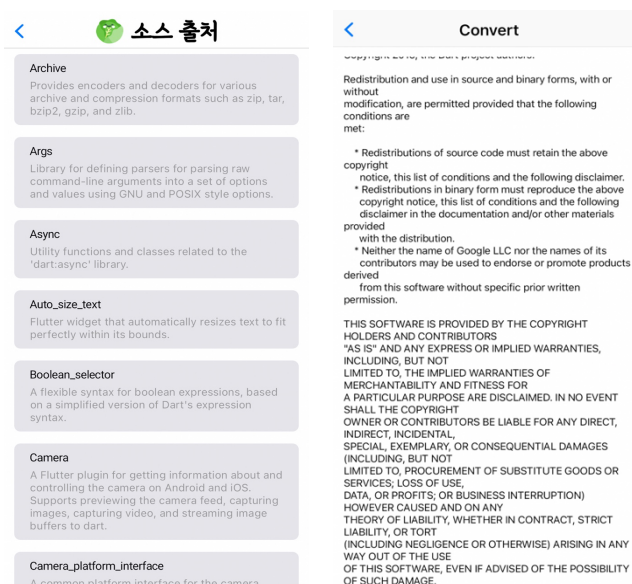 소스 출처
Archive
Provides encoders and decoders for various
archive and compression formats such as zip, tar,
bzip2, gzip, and zlib.
Args
Library for defining parsers for parsing raw
command-line arguments into a set of options
and values using GNU and POSIX style options.
Async
Utility functions and classes related to the
'dart:async' library.
Auto_size_text
Flutter widget that automatically resizes text to fit
perfectly within its bounds.
Boolean_selector
A flexible syntax for boolean expressions, based
on a simplified version of Dart's expression
syntax.
Camera
A Flutter plugin for getting information about and
controlling the camera on Android and iOS.
Supports previewing the camera feed, capturing
images, capturing video, and streaming image
buffers to dart.
Camera_platform_interface
A common platform interface for the camera
Convert
the Dart project authors.
Redistribution and use in source and binary forms, with or
without
modification, are permitted provided that the following
conditions are
met:
* Redistributions of source code must retain the above
copyright
notice, this list of conditions and the following disclaimer.
* Redistributions in binary form must reproduce the above
copyright notice, this list of conditions and the following
disclaimer in the documentation and/or other materials
provided
with the distribution.
* Neither the name of Google LLC nor the names of its
contributors may be used to endorse or promote products
derived
from this software without specific prior written
permission.
THIS SOFTWARE IS PROVIDED BY THE COPYRIGHT
HOLDERS AND CONTRIBUTORS
"AS IS" AND ANY EXPRESS OR IMPLIED WARRANTIES,
INCLUDING, BUT NOT
LIMITED TO, THE IMPLIED WARRANTIES OF
MERCHANTABILITY AND FITNESS FOR
A PARTICULAR PURPOSE ARE DISCLAIMED. IN NO EVENT
SHALL THE COPYRIGHT
OWNER OR CONTRIBUTORS BE LIABLE FOR ANY DIRECT,
INDIRECT, INCIDENTAL,
SPECIAL, EXEMPLARY, OR CONSEQUENTIAL DAMAGES
(INCLUDING, BUT NOT
LIMITED TO, PROCUREMENT OF SUBSTITUTE GOODS OR
SERVICES; LOSS OF USE,
DATA, OR PROFITS; OR BUSINESS INTERRUPTION)
HOWEVER CAUSED AND ON ANY
THEORY OF LIABILITY, WHETHER IN CONTRACT, STRICT
LIABILITY, OR TORT
(INCLUDING NEGLIGENCE OR OTHERWISE) ARISING IN ANY
WAY OUT OF THE USE
OF THIS SOFTWARE, EVEN IF ADVISED OF THE POSSIBILITY
OF SUCH DAMAGE.